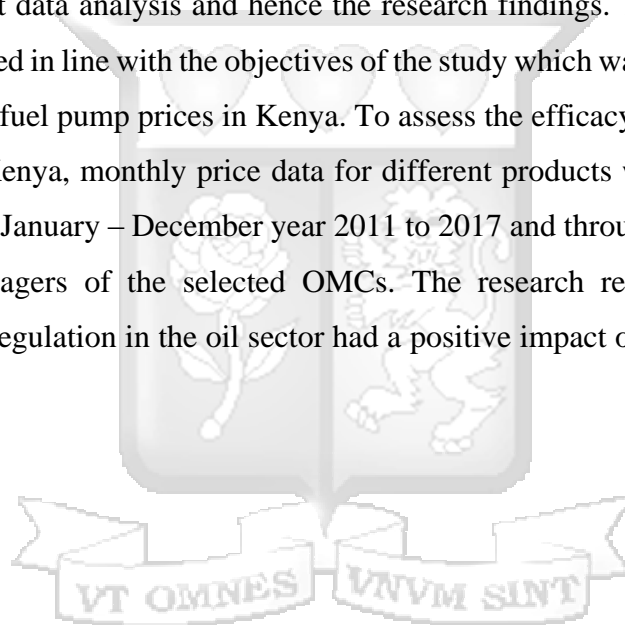 t data analysis and hence the research findings.
ed in line with the objectives of the study which wa
fuel pump prices in Kenya. To assess the efficacy
Kenya, monthly price data for different products
January – December year 2011 to 2017 and throu
agers of the selected OMCs. The research re
egulation in the oil sector had a positive impact o
VT OMNES VNVM SINT